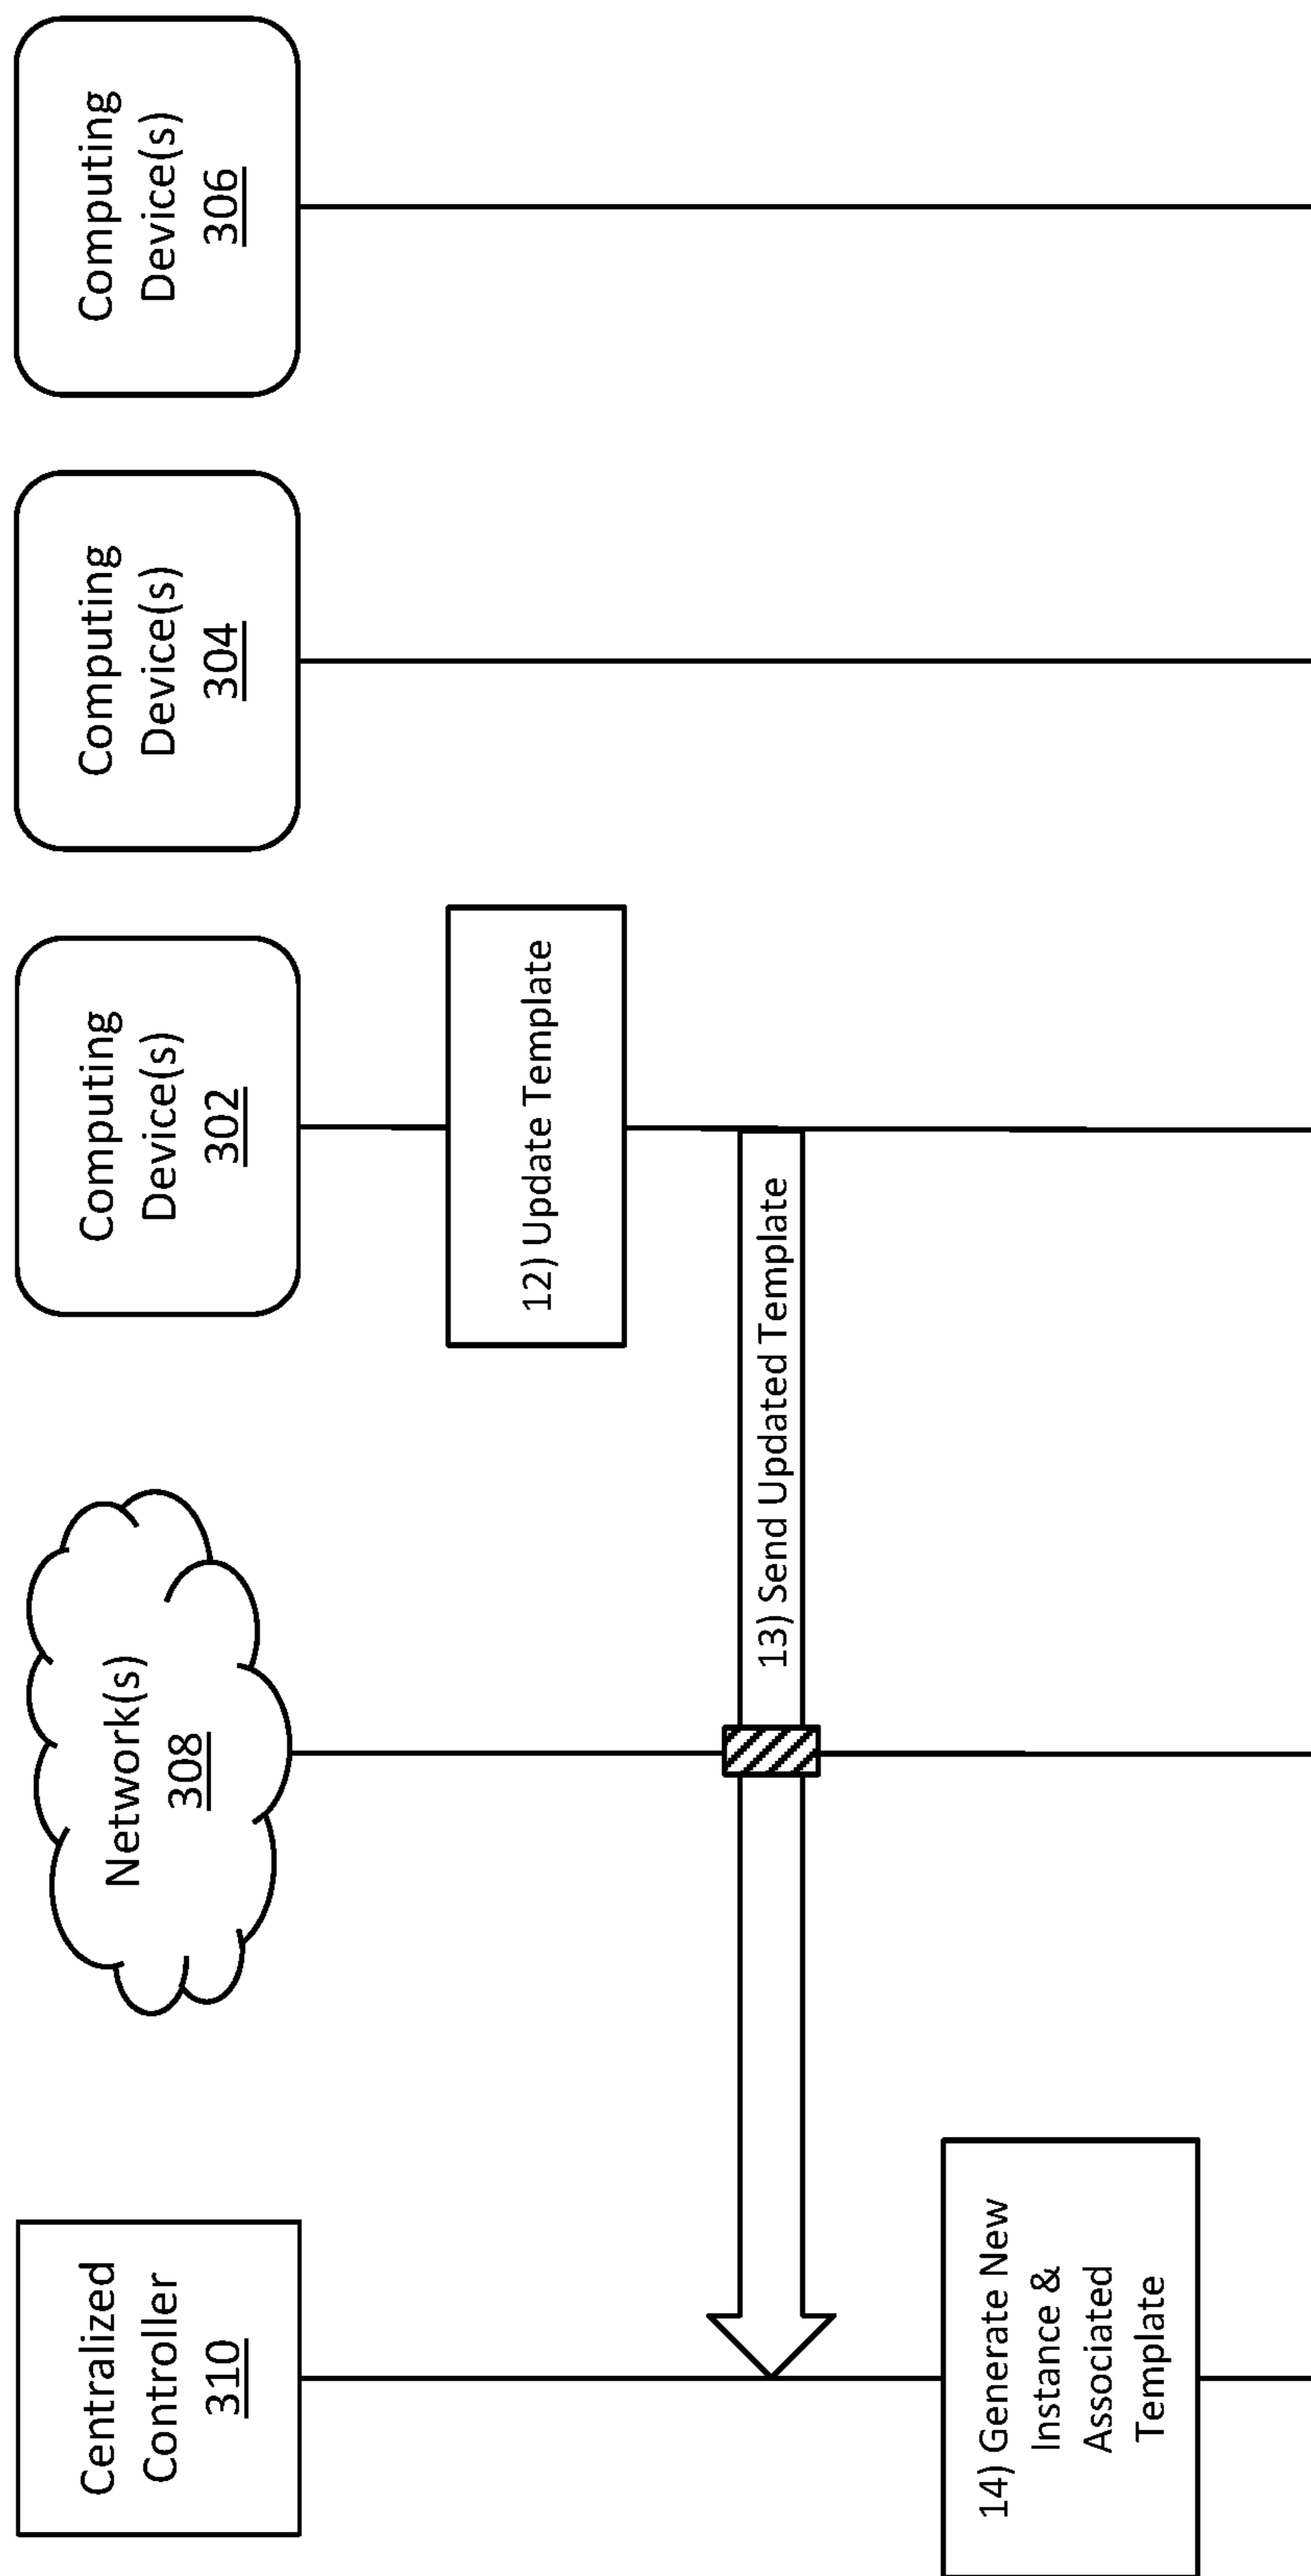 Centralized
Controller
310
Network(s)
308
Computing
Device(s)
302
Computing
Device(s)
304
Computing
Device(s)
306
12) Update Template
13) Send Updated Template
14) Generate New
Instance &
Associated
Template